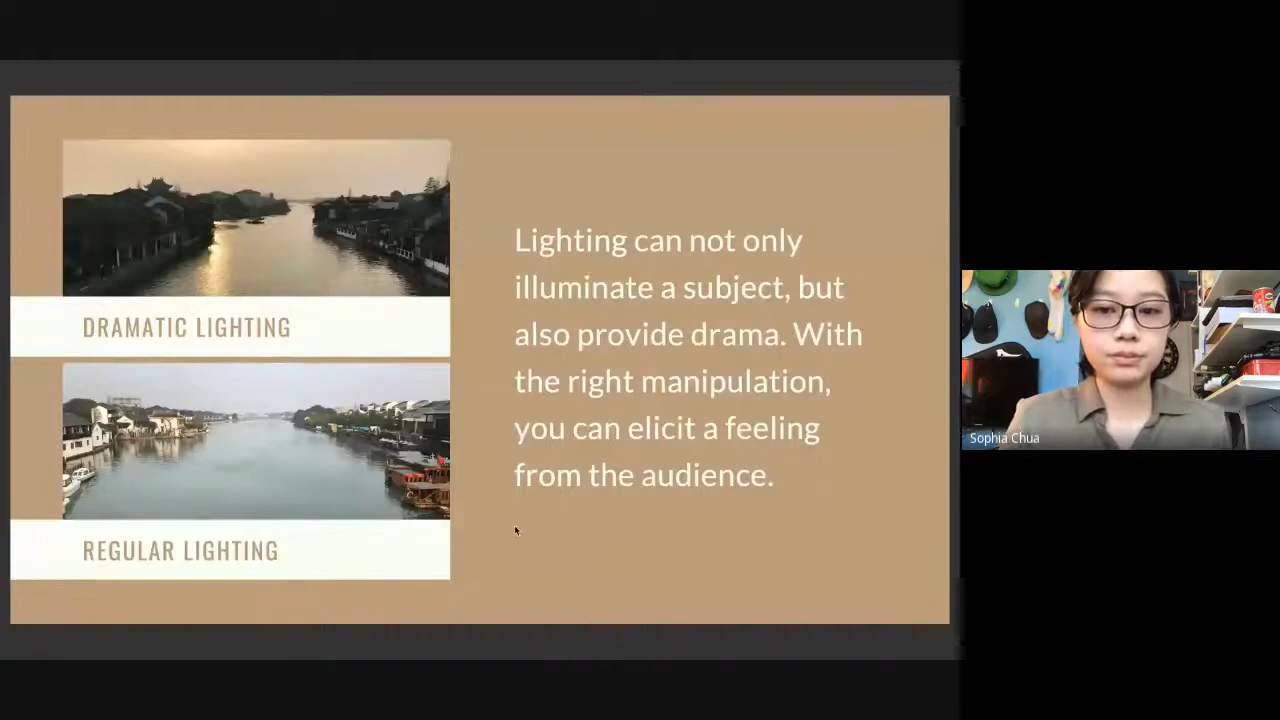 DRAMATIC LIGHTING
REGULAR LIGHTING
Lighting can not only
illuminate a subject, but
also provide drama. With
the right manipulation,
you can elicit a feeling
from the audience.
Sophia Chua